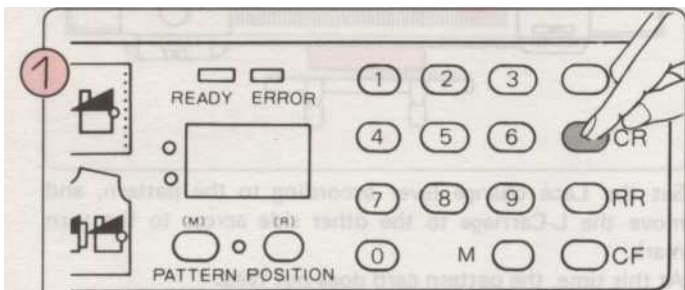 1
READY ERROR
1 2 3
4 5 6 CR
7 8 9 RR
(M) (R)
0 M CF
PATTERN POSITION